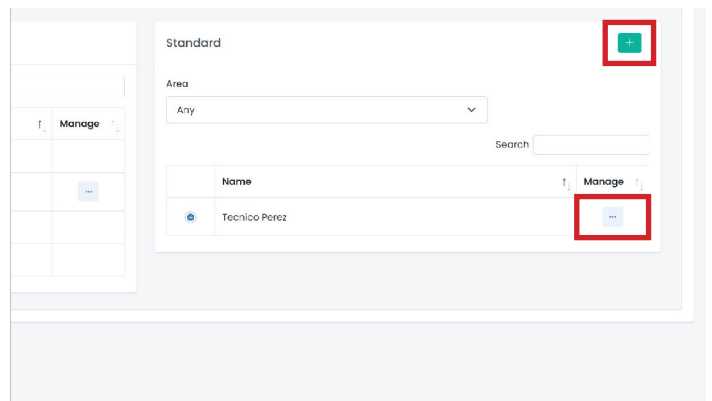 Standard
+
Area
Any
Manage
Search
Name Manage
...
Tecnico Perez ...